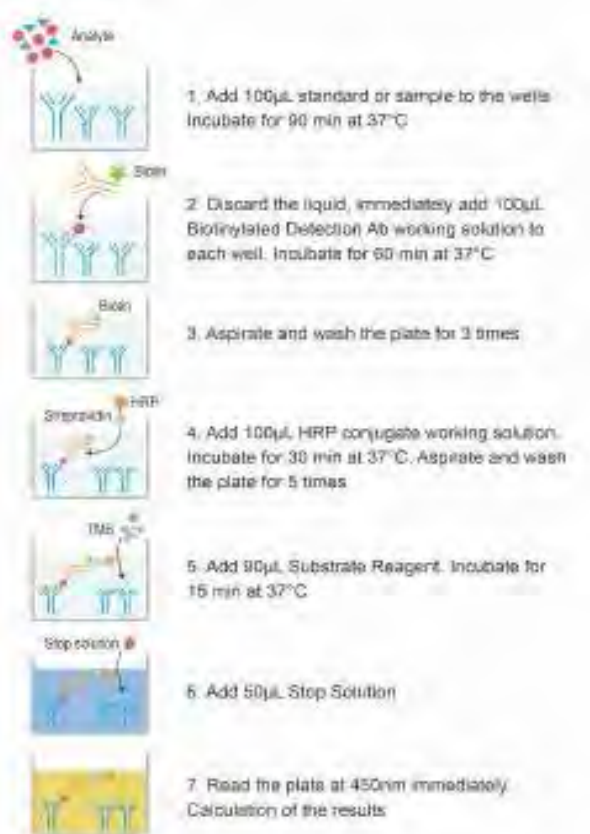 Analyte
1. Add 100μL standard or sample to the wells
Incubate for 90 min at 37°C
Biotin
2. Discard the liquid, immediately add 100μL
Biotinylated Detection Ab working solution to
each well. Incubate for 60 min at 37°C
Biotin
3. Aspirate and wash the plate for 3 times
HRP
Streptavidin
4. Add 100μL HRP conjugate working solution.
Incubate for 30 min at 37°C. Aspirate and wash
the plate for 5 times
TMB
5. Add 90μL Substrate Reagent. Incubate for
15 min at 37°C
Stop solution
6. Add 50μL Stop Solution
7. Read the plate at 450nm immediately.
Calculation of the results